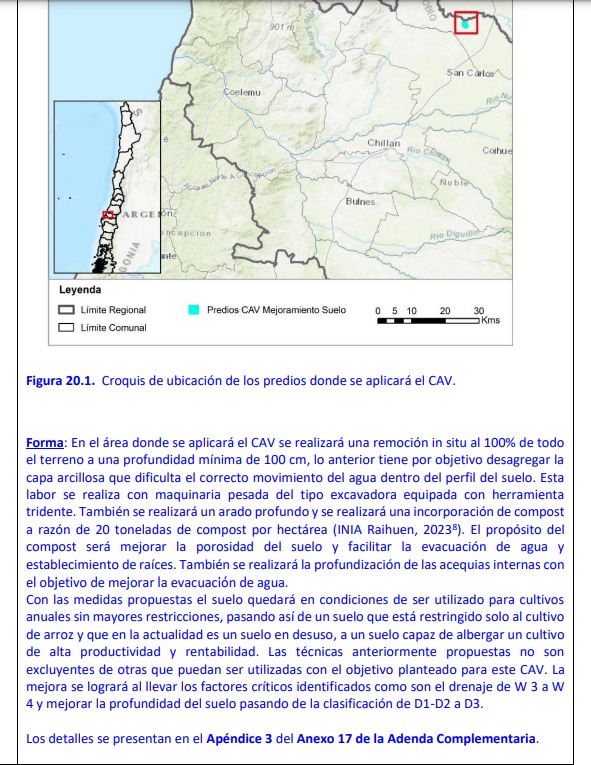 OBIO
901 m
San Carlos
Coelemu
Chillan
Rio Chillan
Coihue
Ñuble
Bulnes
ARGE
oncepcion
Rio Diguillin
GONIA
Leyenda
Límite Regional
Predios CAV Mejoramiento Suelo
0 5 10 20 30
Kms
Límite Comunal
Figura 20.1. Croquis de ubicación de los predios donde se aplicará el CAV.
Forma: En el área donde se aplicará el CAV se realizará una remoción in situ al 100% de todo
el terreno a una profundidad mínima de 100 cm, lo anterior tiene por objetivo desagregar la
capa arcillosa que dificulta el correcto movimiento del agua dentro del perfil del suelo. Esta
labor se realiza con maquinaria pesada del tipo excavadora equipada con herramienta
tridente. También se realizará un arado profundo y se realizará una incorporación de compost
a razón de 20 toneladas de compost por hectárea (INIA Raihuen, 2023⁸). El propósito del
compost será mejorar la porosidad del suelo y facilitar la evacuación de agua y
establecimiento de raíces. También se realizará la profundización de las acequias internas con
el objetivo de mejorar la evacuación de agua.
Con las medidas propuestas el suelo quedará en condiciones de ser utilizado para cultivos
anuales sin mayores restricciones, pasando así de un suelo que está restringido solo al cultivo
de arroz y que en la actualidad es un suelo en desuso, a un suelo capaz de albergar un cultivo
de alta productividad y rentabilidad. Las técnicas anteriormente propuestas no son
excluyentes de otras que puedan ser utilizadas con el objetivo planteado para este CAV. La
mejora se logrará al llevar los factores críticos identificados como son el drenaje de W 3 a W
4 y mejorar la profundidad del suelo pasando de la clasificación de D1-D2 a D3.
Los detalles se presentan en el Apéndice 3 del Anexo 17 de la Adenda Complementaria.